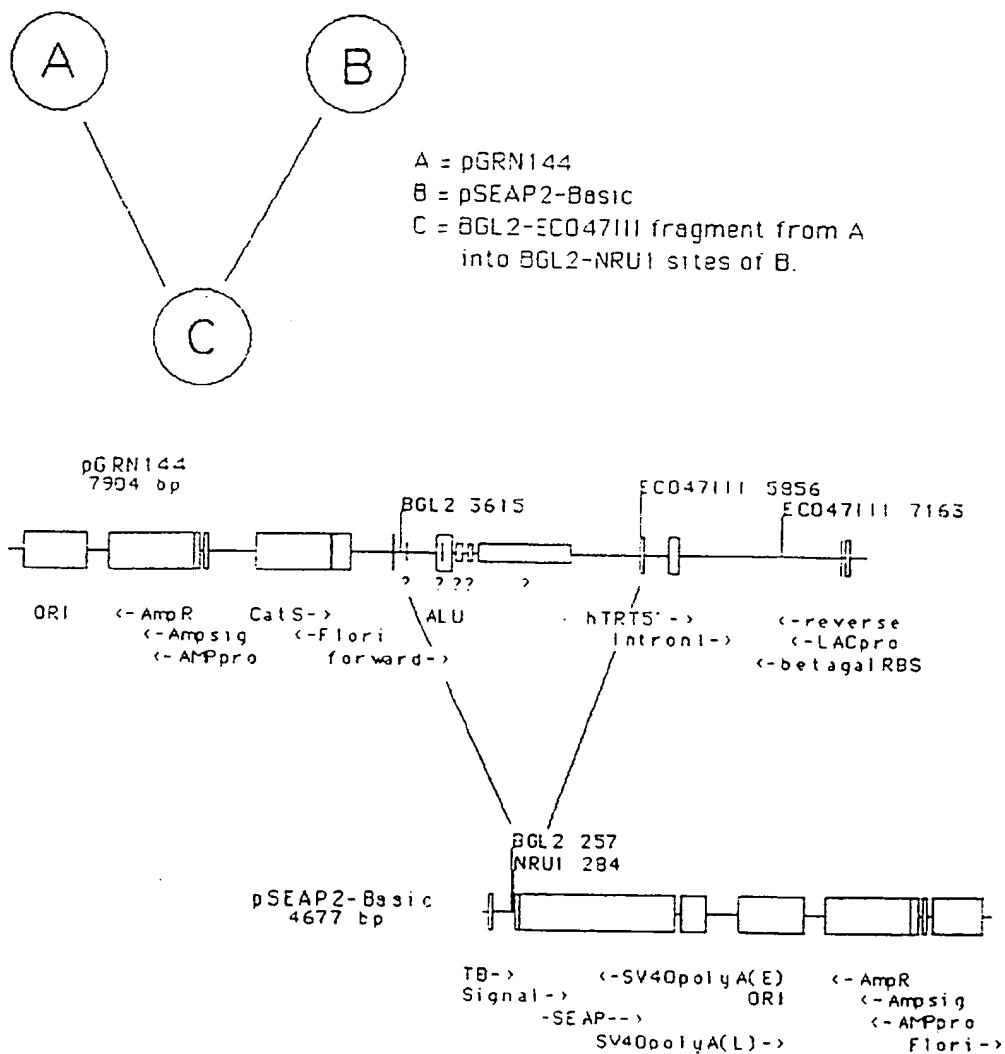 A
B
A = pGRN144
B = pSEAP2-Basic
C = BGL2-ECO47III fragment from A
into BGL2-NRU1 sites of B.
C
pGRN144
7904 bp
BGL2 3615
ECO47III 5856
ECO47III 7163
? ? ?? ?
ORI
<-AmpR
<-Ampsig
<-AMPpro
CatS->
<-F1ori
forward->
ALU
hTRT5'->
Intron1->
<-reverse
<-LACpro
<-betagalRBS
BGL2 257
NRU1 284
pSEAP2-Basic
4677 bp
TB->
Signal->
-SEAP-->
<-SV40polyA(E)
ORI
SV40polyA(L)->
<-AmpR
<-Ampsig
<-AMPpro
F1ori->